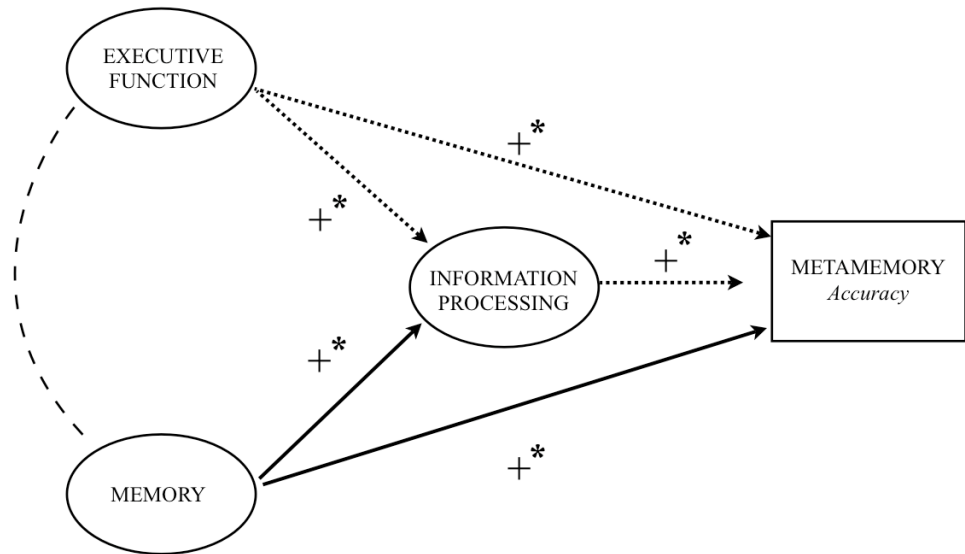 EXECUTIVE
FUNCTION
+*
+*
+*
INFORMATION
PROCESSING
METAMEMORY
Accuracy
+*
+*
MEMORY